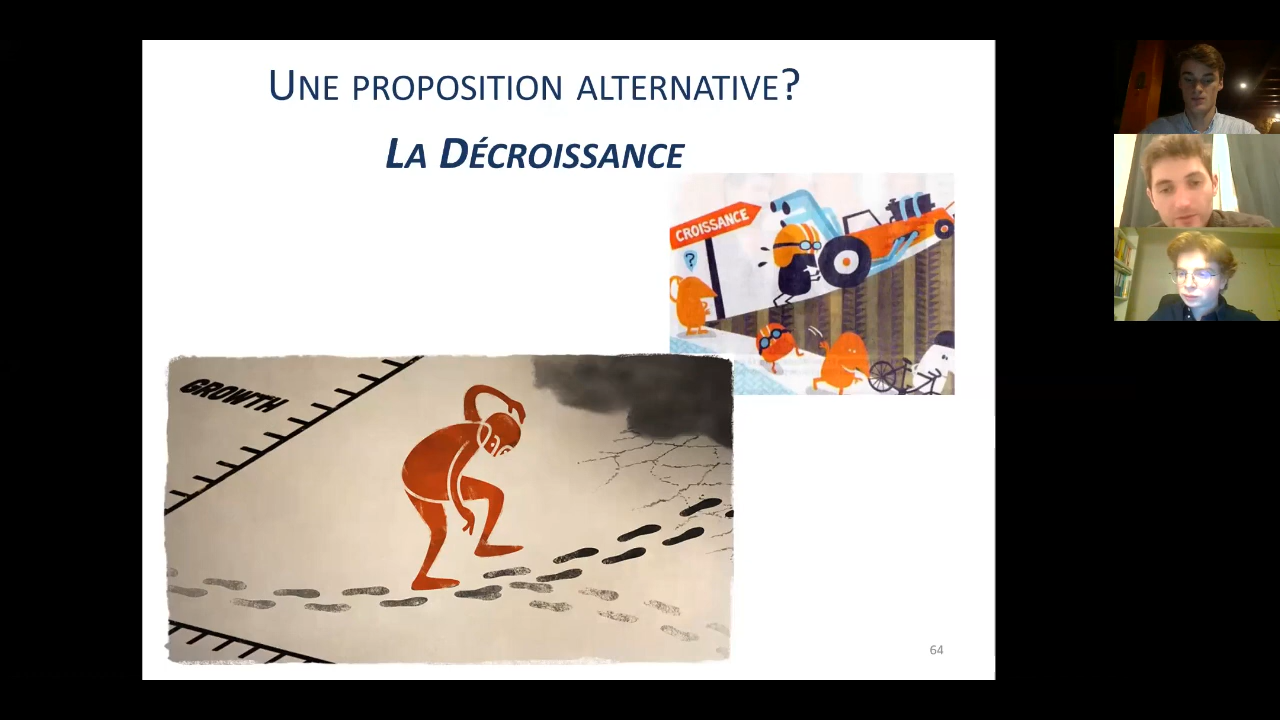 UNE PROPOSITION ALTERNATIVE?
LA DÉCROISSANCE
CROISSANCE
?
GROWTH
64